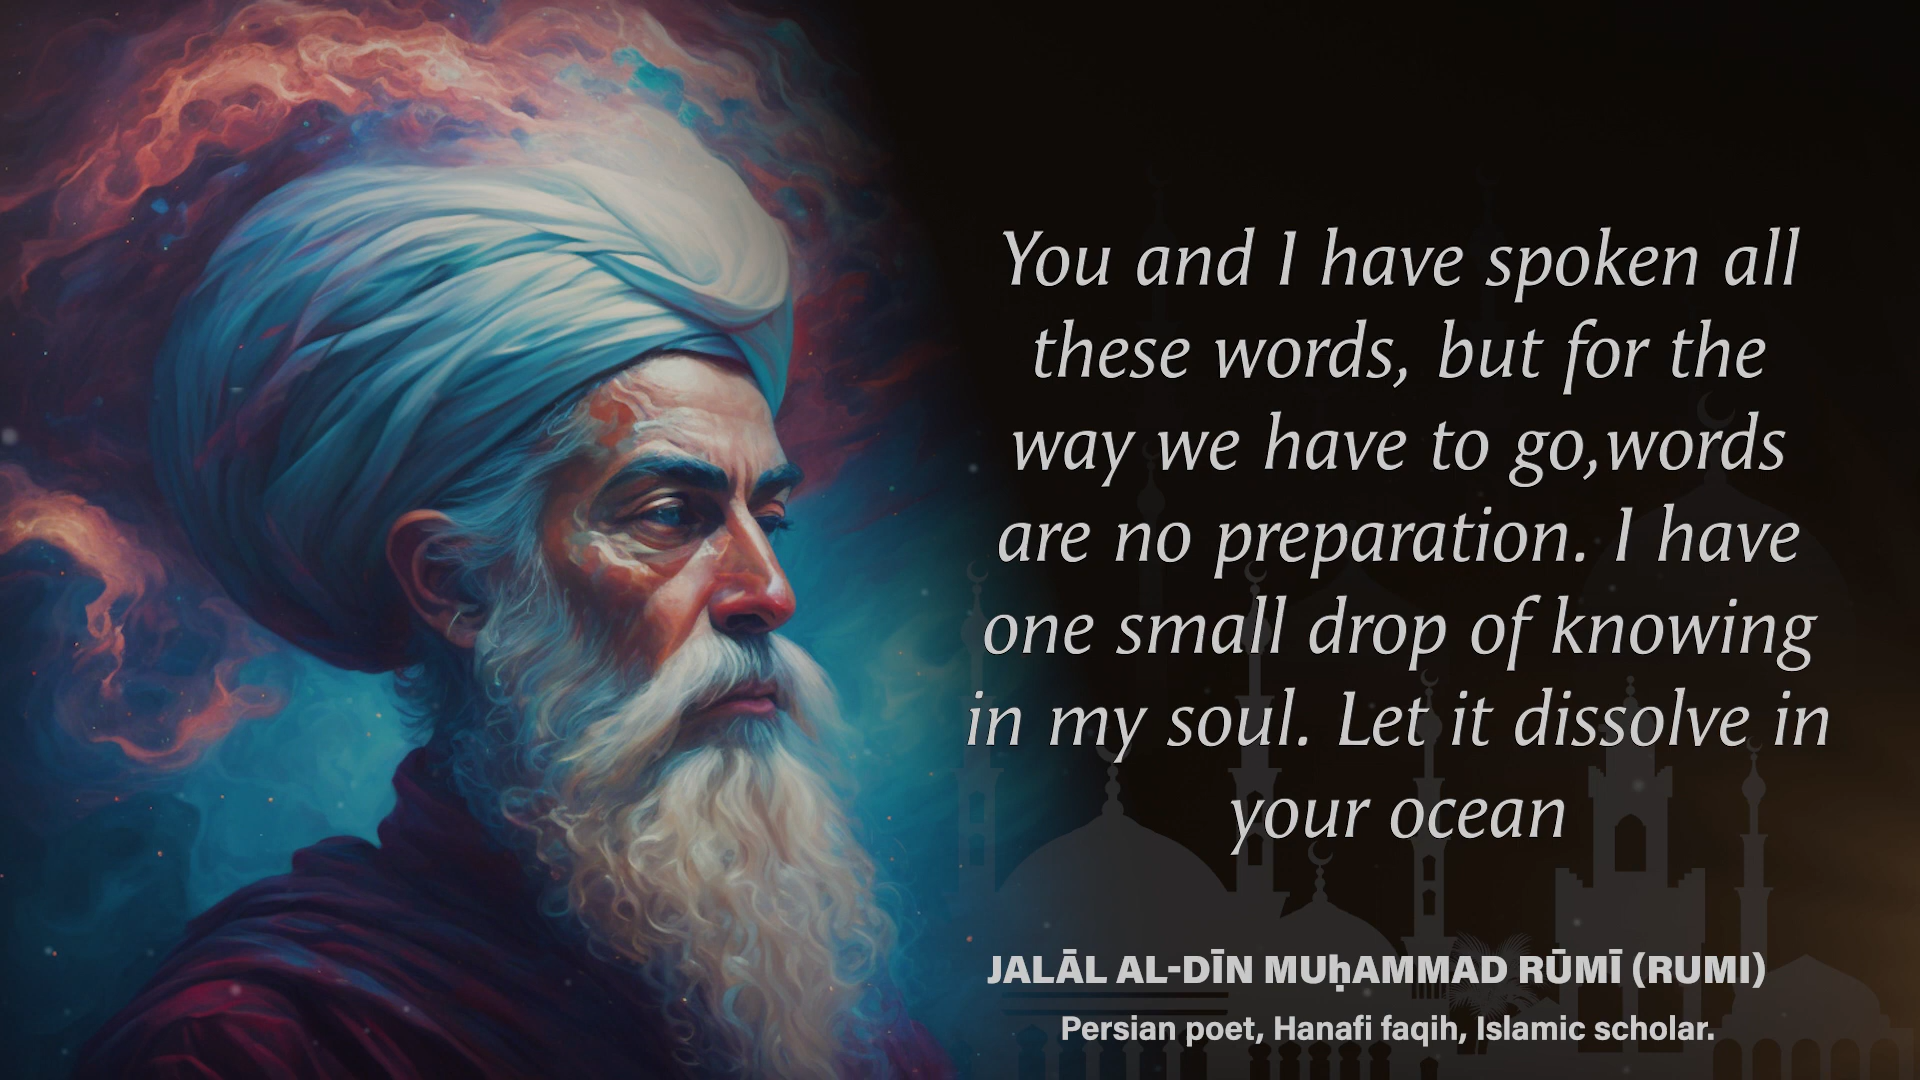 You and I have spoken all
these words, but for the
way we have to go,words
are no preparation. I have
one small drop of knowing
in my soul. Let it dissolve in
your ocean
JALĀL AL-DĪN MUḥAMMAD RŪMĪ (RUMI)
Persian poet, Hanafi faqih, Islamic scholar.